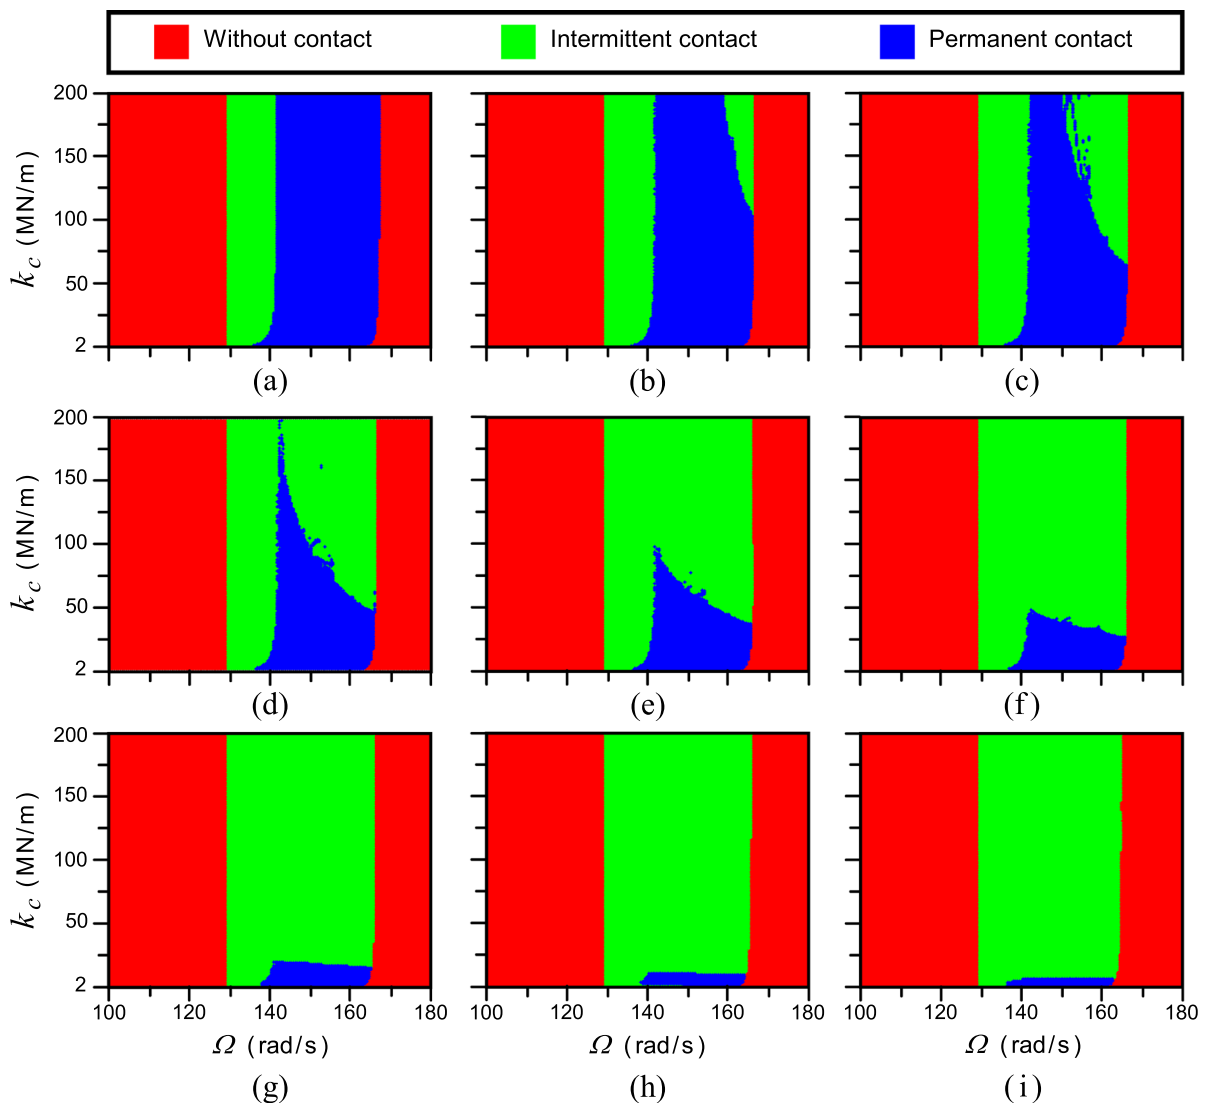 Without contact Intermittent contact Permanent contact
200
150
100
50
2
k_c (MN/m)
(a) (b) (c)
200
150
100
50
2
k_c (MN/m)
(d) (e) (f)
200
150
100
50
2
k_c (MN/m)
100 120 140 160 180 100 120 140 160 180 100 120 140 160 180
Ω (rad/s) Ω (rad/s) Ω (rad/s)
(g) (h) (i)